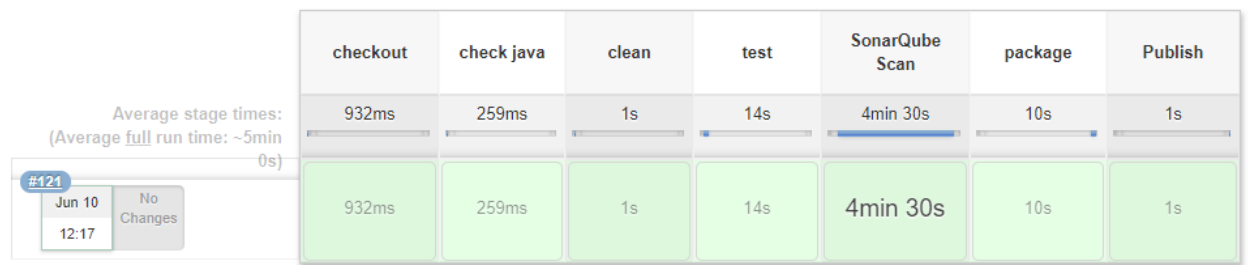 checkout
check java
clean
test
SonarQube
Scan
package
Publish
Average stage times:
(Average full run time: ~5min
0s)
932ms
259ms
1s
14s
4min 30s
10s
1s
#121
Jun 10
12:17
No
Changes
932ms
259ms
1s
14s
4min 30s
10s
1s